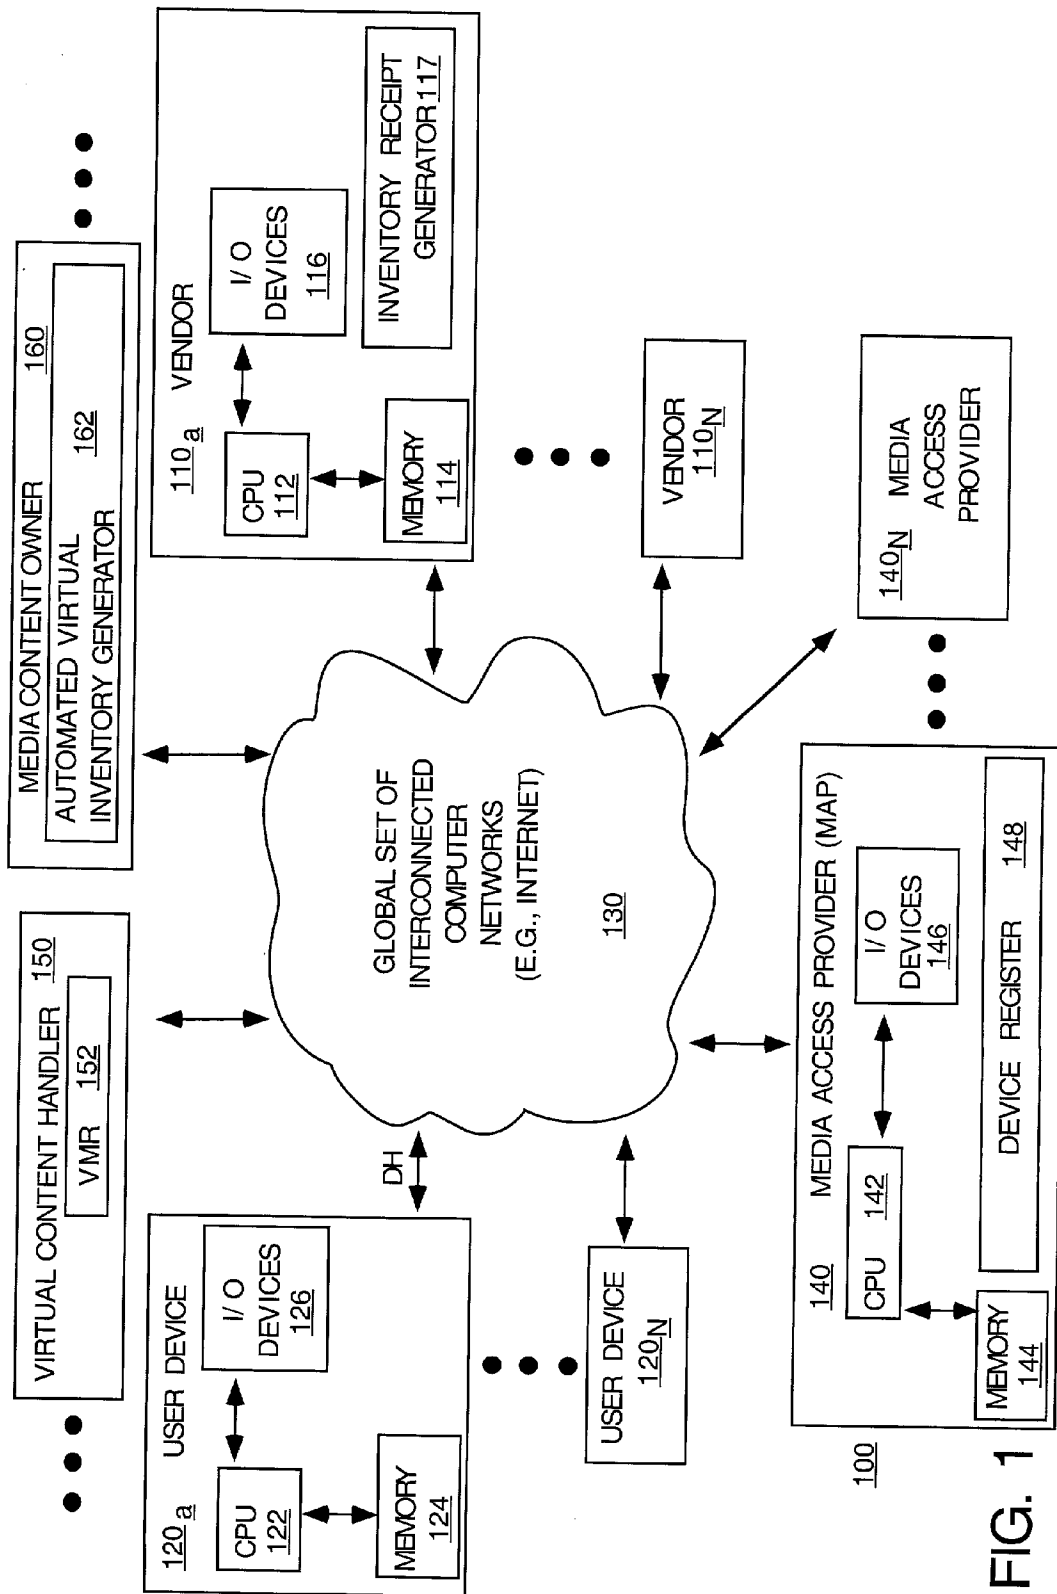 VIRTUAL CONTENT HANDLER 150
VMR 152
MEDIA CONTENT OWNER 160
AUTOMATED VIRTUAL
INVENTORY GENERATOR 162
120a USER DEVICE
CPU
122
I/O
DEVICES
126
MEMORY
124
DH
GLOBAL SET OF
INTERCONNECTED
COMPUTER
NETWORKS
(E.G., INTERNET)
130
110a VENDOR
CPU
112
I/O
DEVICES
116
MEMORY
114
INVENTORY RECEIPT
GENERATOR 117
USER DEVICE
120N
VENDOR
110N
100
140 MEDIA ACCESS PROVIDER (MAP)
CPU 142
I/O
DEVICES
146
MEMORY
144
DEVICE REGISTER 148
140N MEDIA
ACCESS
PROVIDER
FIG. 1